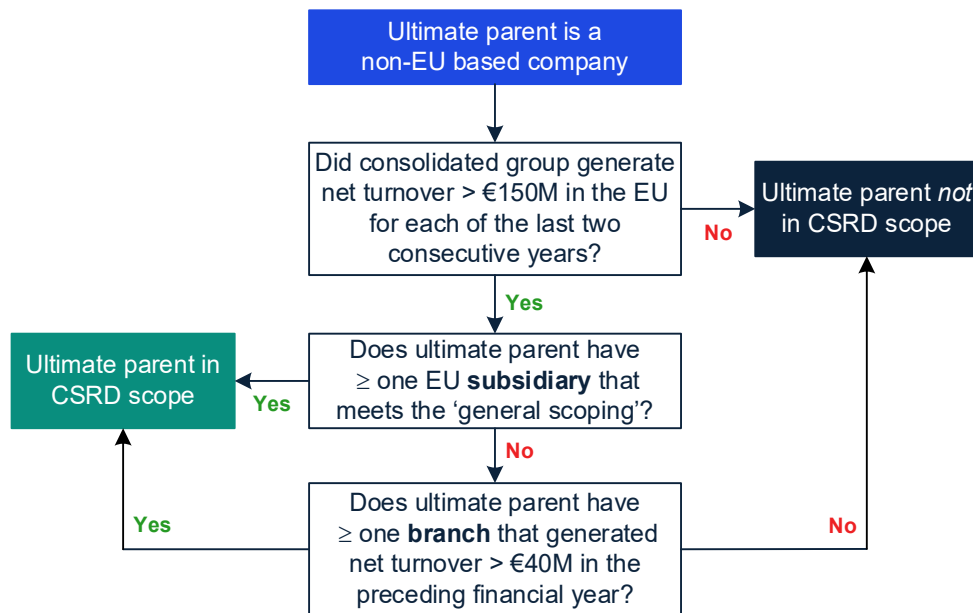 Ultimate parent is a
non-EU based company
Did consolidated group generate
net turnover > €150M in the EU
for each of the last two
consecutive years?
No
Ultimate parent not
in CSRD scope
Yes
Ultimate parent in
CSRD scope
Yes
Does ultimate parent have
≥ one EU subsidiary that
meets the ‘general scoping’?
No
Yes
Does ultimate parent have
≥ one branch that generated
net turnover > €40M in the
preceding financial year?
No